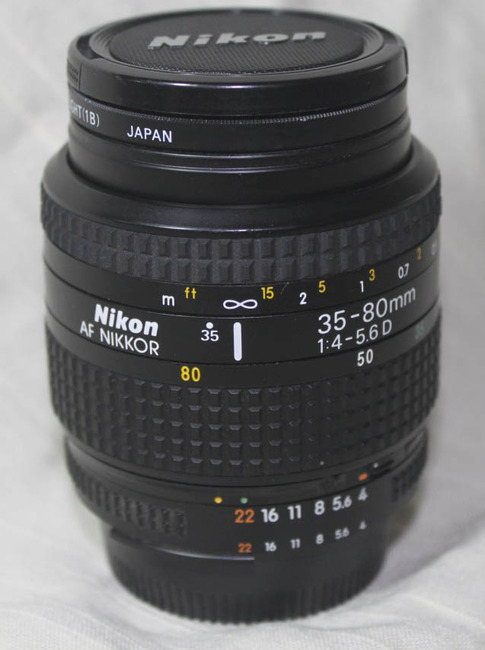 Nikon
GHT(1B) JAPAN
m ft ∞ 15 2 5 1 3 0.7 2
Nikon
AF NIKKOR
35
35-80mm
1:4-5.6 D
80 50 35
22 16 11 8 5.6 4
22 16 11 8 5.6 4